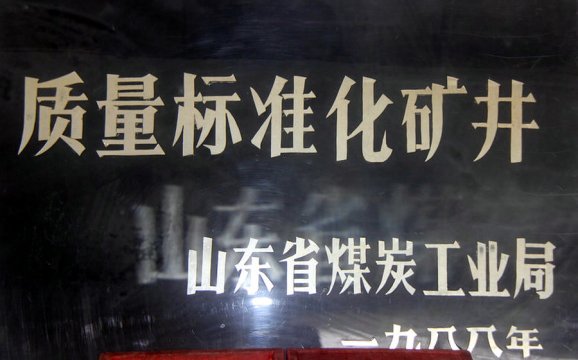 质量标准化矿井
山东省煤炭工业局
一九八八年